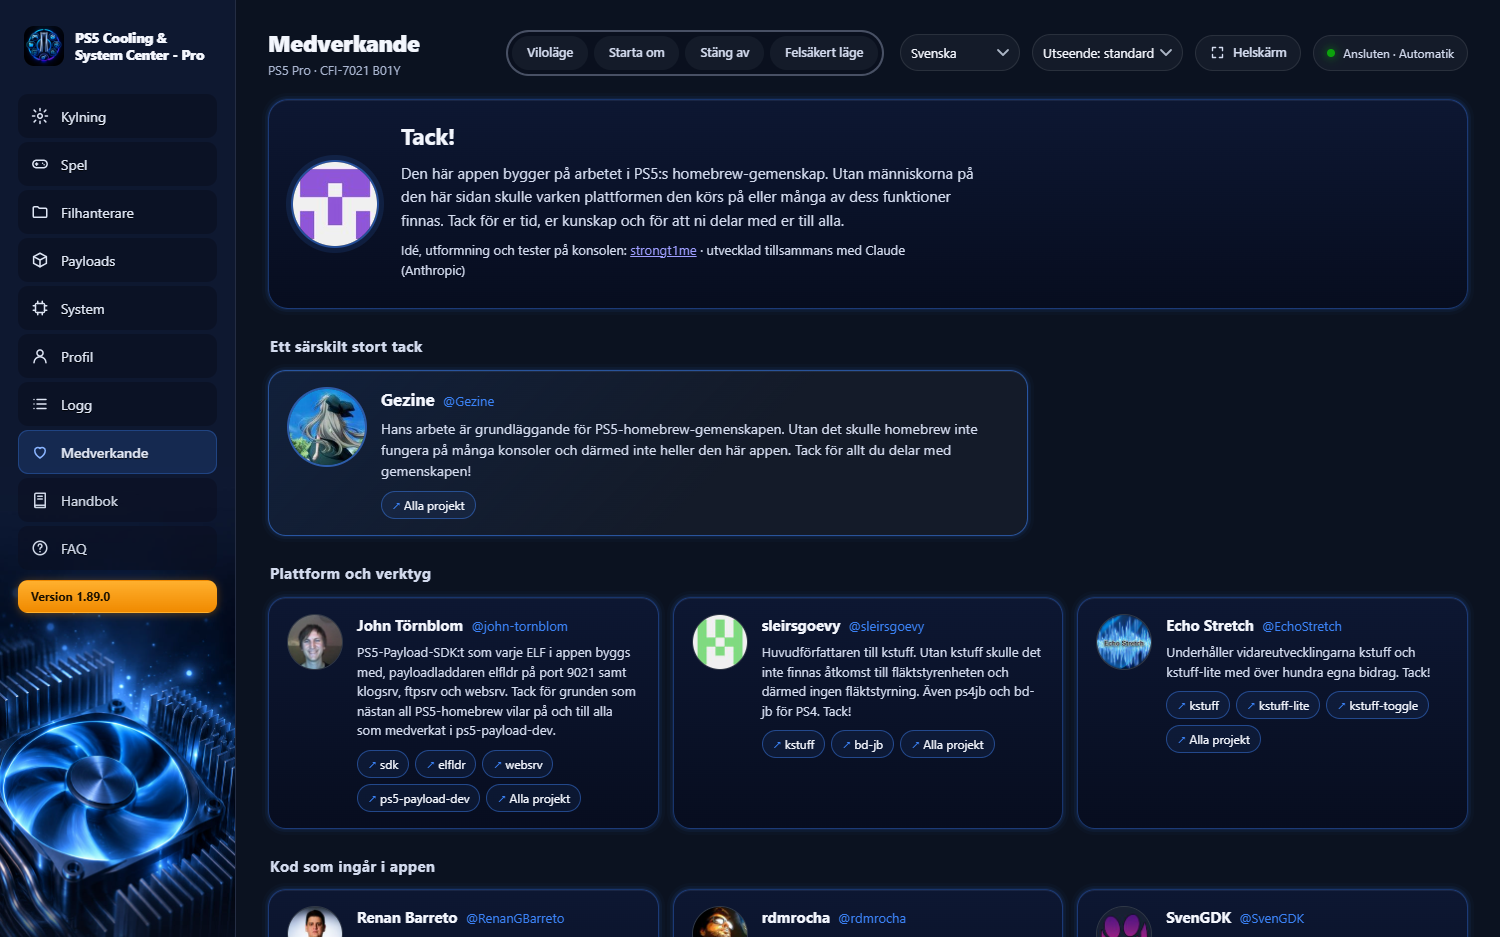 PS5 Cooling &
System Center - Pro
Kylning
Spel
Filhanterare
Payloads
System
Profil
Logg
Medverkande
Handbok
FAQ
Version 1.89.0
Medverkande
PS5 Pro · CFI-7021 B01Y
Viloläge
Starta om
Stäng av
Felsäkert läge
Svenska
Utseende: standard
Helskärm
Ansluten · Automatik
Tack!
Den här appen bygger på arbetet i PS5:s homebrew-gemenskap. Utan människorna på
den här sidan skulle varken plattformen den körs på eller många av dess funktioner
finnas. Tack för er tid, er kunskap och för att ni delar med er till alla.
Idé, utformning och tester på konsolen: strongt1me · utvecklad tillsammans med Claude
(Anthropic)
Ett särskilt stort tack
Gezine @Gezine
Hans arbete är grundläggande för PS5-homebrew-gemenskapen. Utan det skulle homebrew inte
fungera på många konsoler och därmed inte heller den här appen. Tack för allt du delar med
gemenskapen!
↗ Alla projekt
Plattform och verktyg
John Törnblom @john-tornblom
PS5-Payload-SDK:t som varje ELF i appen byggs
med, payloadladdaren elfldr på port 9021 samt
klogsrv, ftpsrv och websrv. Tack för grunden som
nästan all PS5-homebrew vilar på och till alla
som medverkat i ps5-payload-dev.
↗ sdk
↗ elfldr
↗ websrv
↗ ps5-payload-dev
↗ Alla projekt
sleirsgoevy @sleirsgoevy
Huvudförfattaren till kstuff. Utan kstuff skulle det
inte finnas åtkomst till fläktstyrenheten och
därmed ingen fläktstyrning. Även ps4jb och bd-
jb för PS4. Tack!
↗ kstuff
↗ bd-jb
↗ Alla projekt
Echo Stretch
Echo Stretch @EchoStretch
Underhåller vidareutvecklingarna kstuff och
kstuff-lite med över hundra egna bidrag. Tack!
↗ kstuff
↗ kstuff-lite
↗ kstuff-toggle
↗ Alla projekt
Kod som ingår i appen
Renan Barreto @RenanGBarreto
rdmrocha @rdmrocha
SvenGDK @SvenGDK